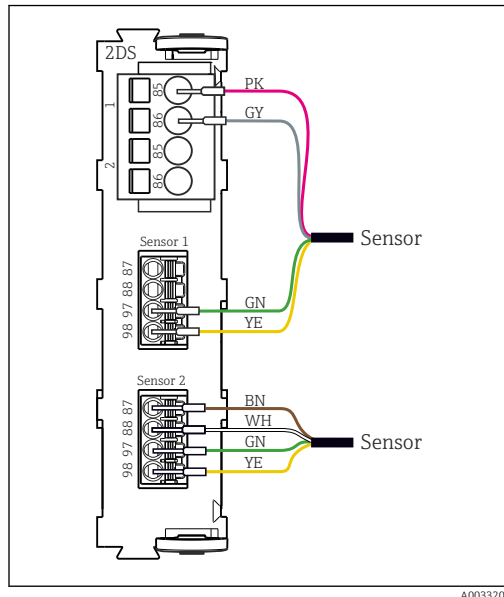 2DS
1
85
PK
86
GY
2
85
86
Sensor
Sensor 1
87
88
97
GN
98
YE
Sensor 2
87
BN
88
WH
97
GN
Sensor
98
YE